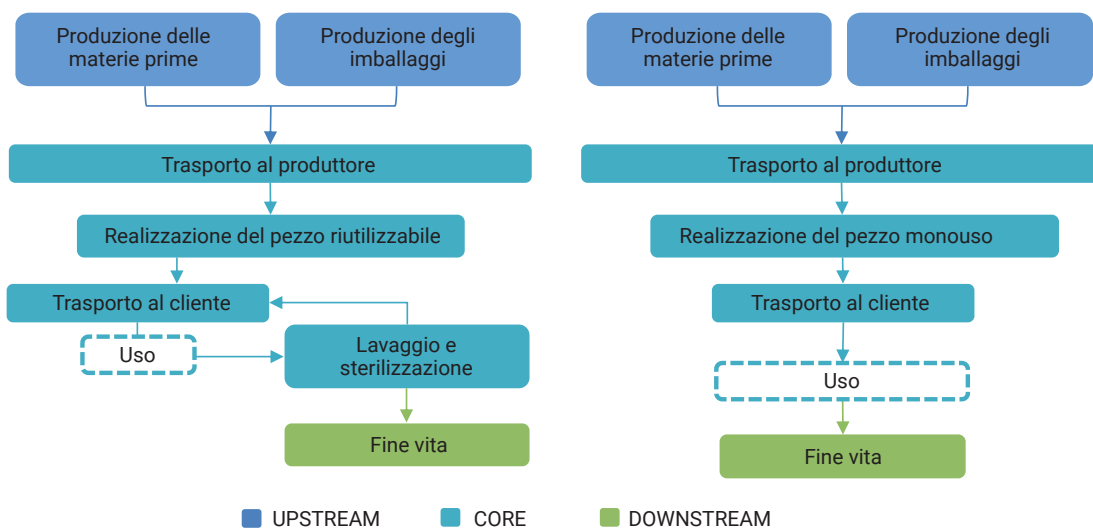 Produzione delle
materie prime
Produzione degli
imballaggi
Trasporto al produttore
Realizzazione del pezzo riutilizzabile
Trasporto al cliente
Uso
Lavaggio e
sterilizzazione
Fine vita
Produzione delle
materie prime
Produzione degli
imballaggi
Trasporto al produttore
Realizzazione del pezzo monouso
Trasporto al cliente
Uso
Fine vita
UPSTREAM
CORE
DOWNSTREAM